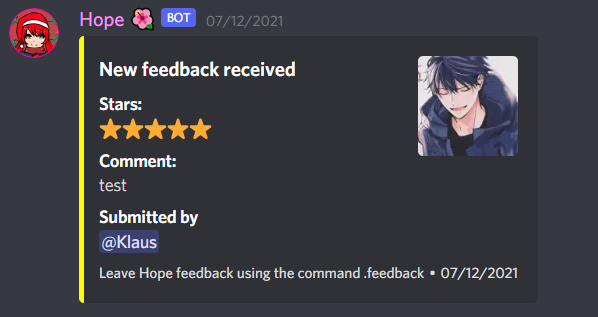 Hope 🌺 BOT 07/12/2021
New feedback received
Stars:
⭐⭐⭐⭐⭐
Comment:
test
Submitted by
@Klaus
Leave Hope feedback using the command .feedback • 07/12/2021